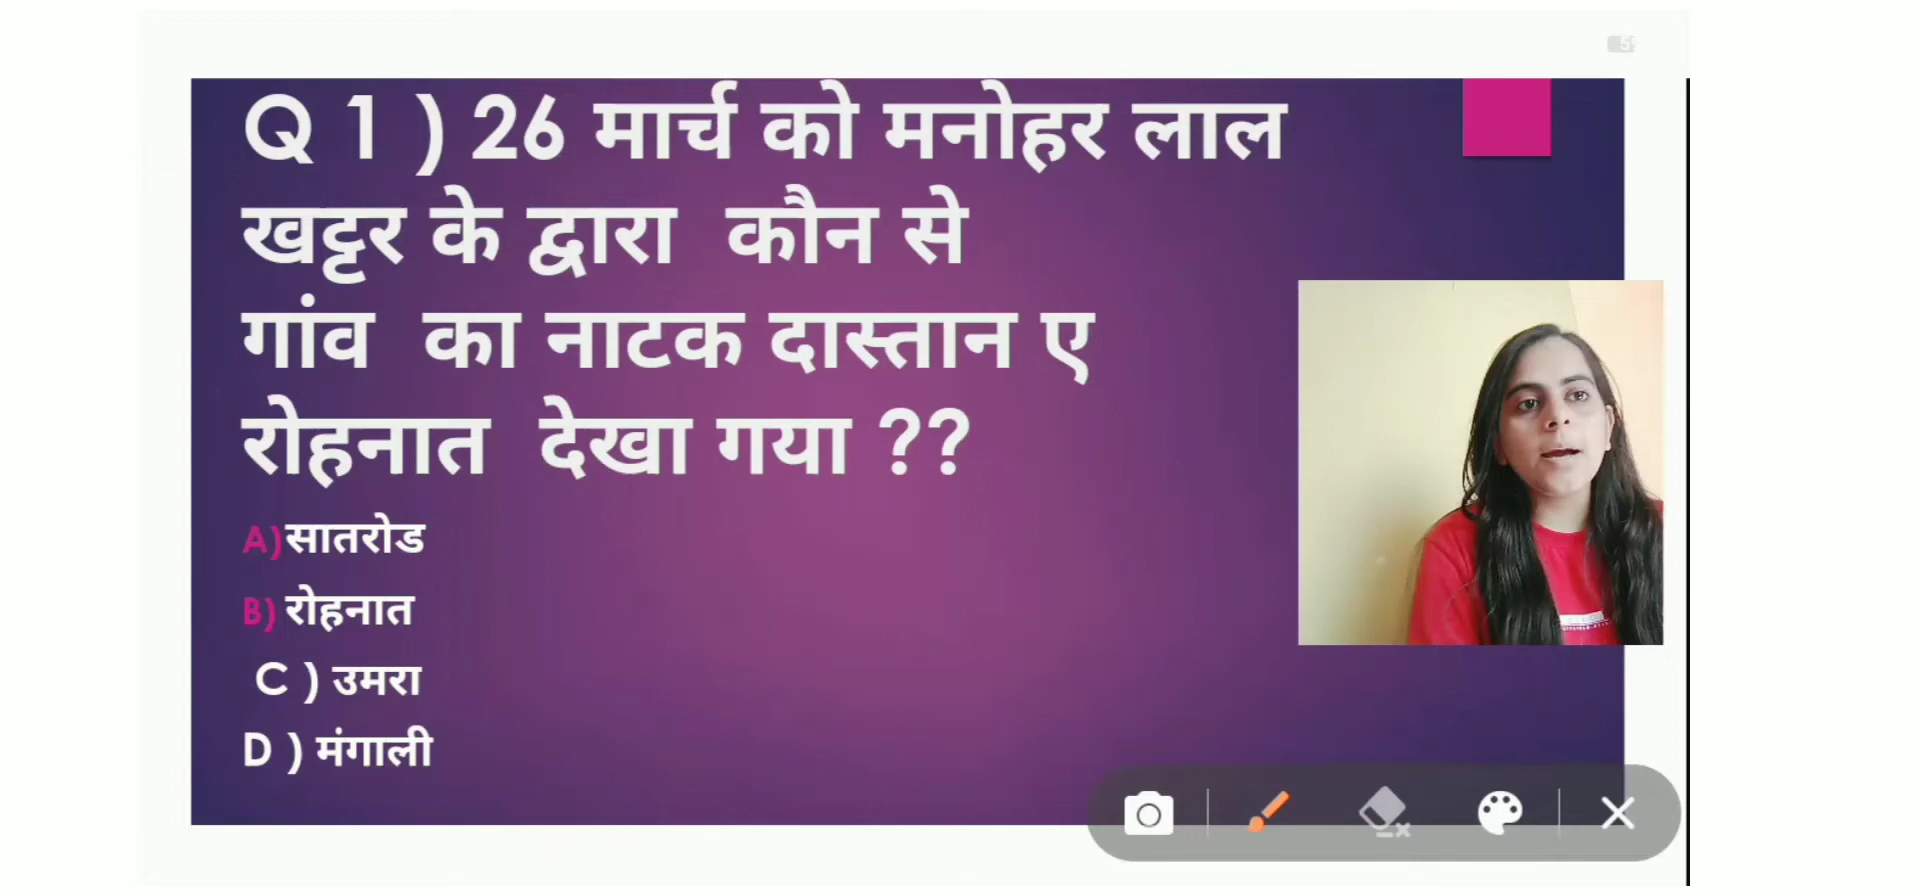 Q 1 ) 26 मार्च को मनोहर लाल
खट्टर के द्वारा कौन से
गांव का नाटक दास्तान ए
रोहनात देखा गया ??
A)सातरोड
B) रोहनात
C ) उमरा
D ) मंगाली